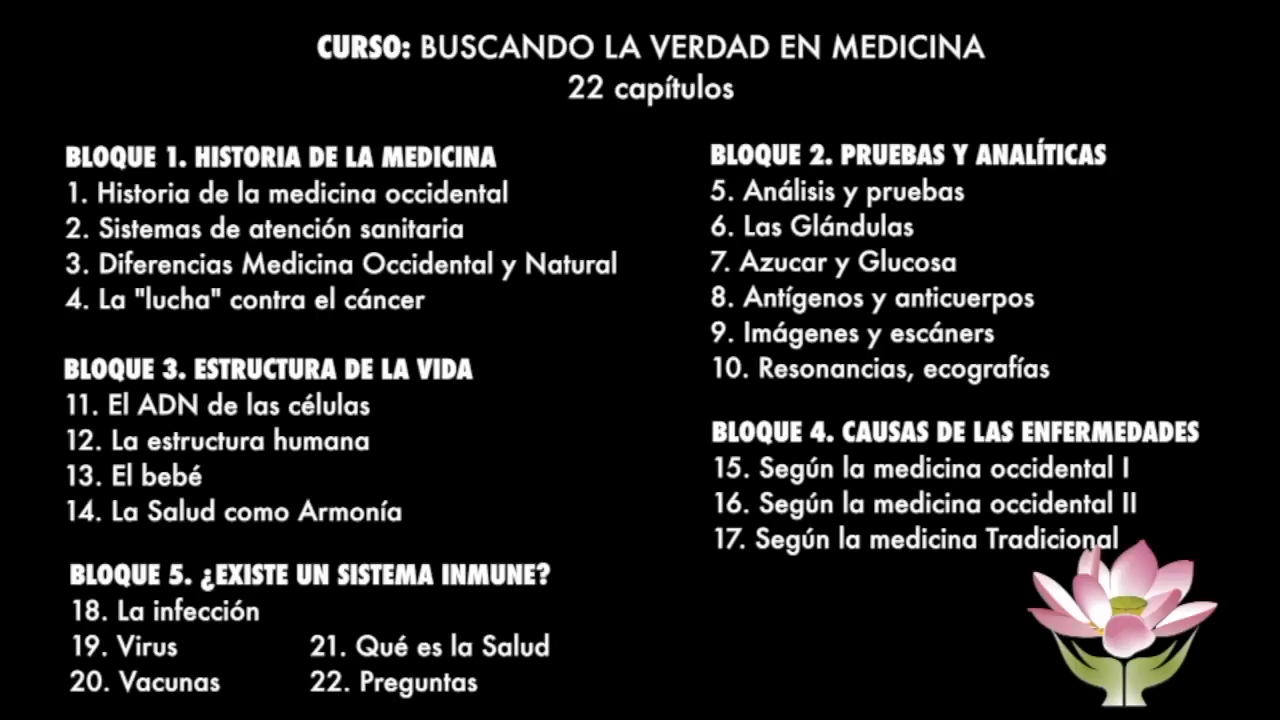 CURSO: BUSCANDO LA VERDAD EN MEDICINA
22 capítulos
BLOQUE 1. HISTORIA DE LA MEDICINA
1. Historia de la medicina occidental
2. Sistemas de atención sanitaria
3. Diferencias Medicina Occidental y Natural
4. La "lucha" contra el cáncer
BLOQUE 2. PRUEBAS Y ANALÍTICAS
5. Análisis y pruebas
6. Las Glándulas
7. Azucar y Glucosa
8. Antígenos y anticuerpos
9. Imágenes y escáners
10. Resonancias, ecografías
BLOQUE 3. ESTRUCTURA DE LA VIDA
11. El ADN de las células
12. La estructura humana
13. El bebé
14. La Salud como Armonía
BLOQUE 4. CAUSAS DE LAS ENFERMEDADES
15. Según la medicina occidental I
16. Según la medicina occidental II
17. Según la medicina Tradicional
BLOQUE 5. ¿EXISTE UN SISTEMA INMUNE?
18. La infección
19. Virus
20. Vacunas
21. Qué es la Salud
22. Preguntas